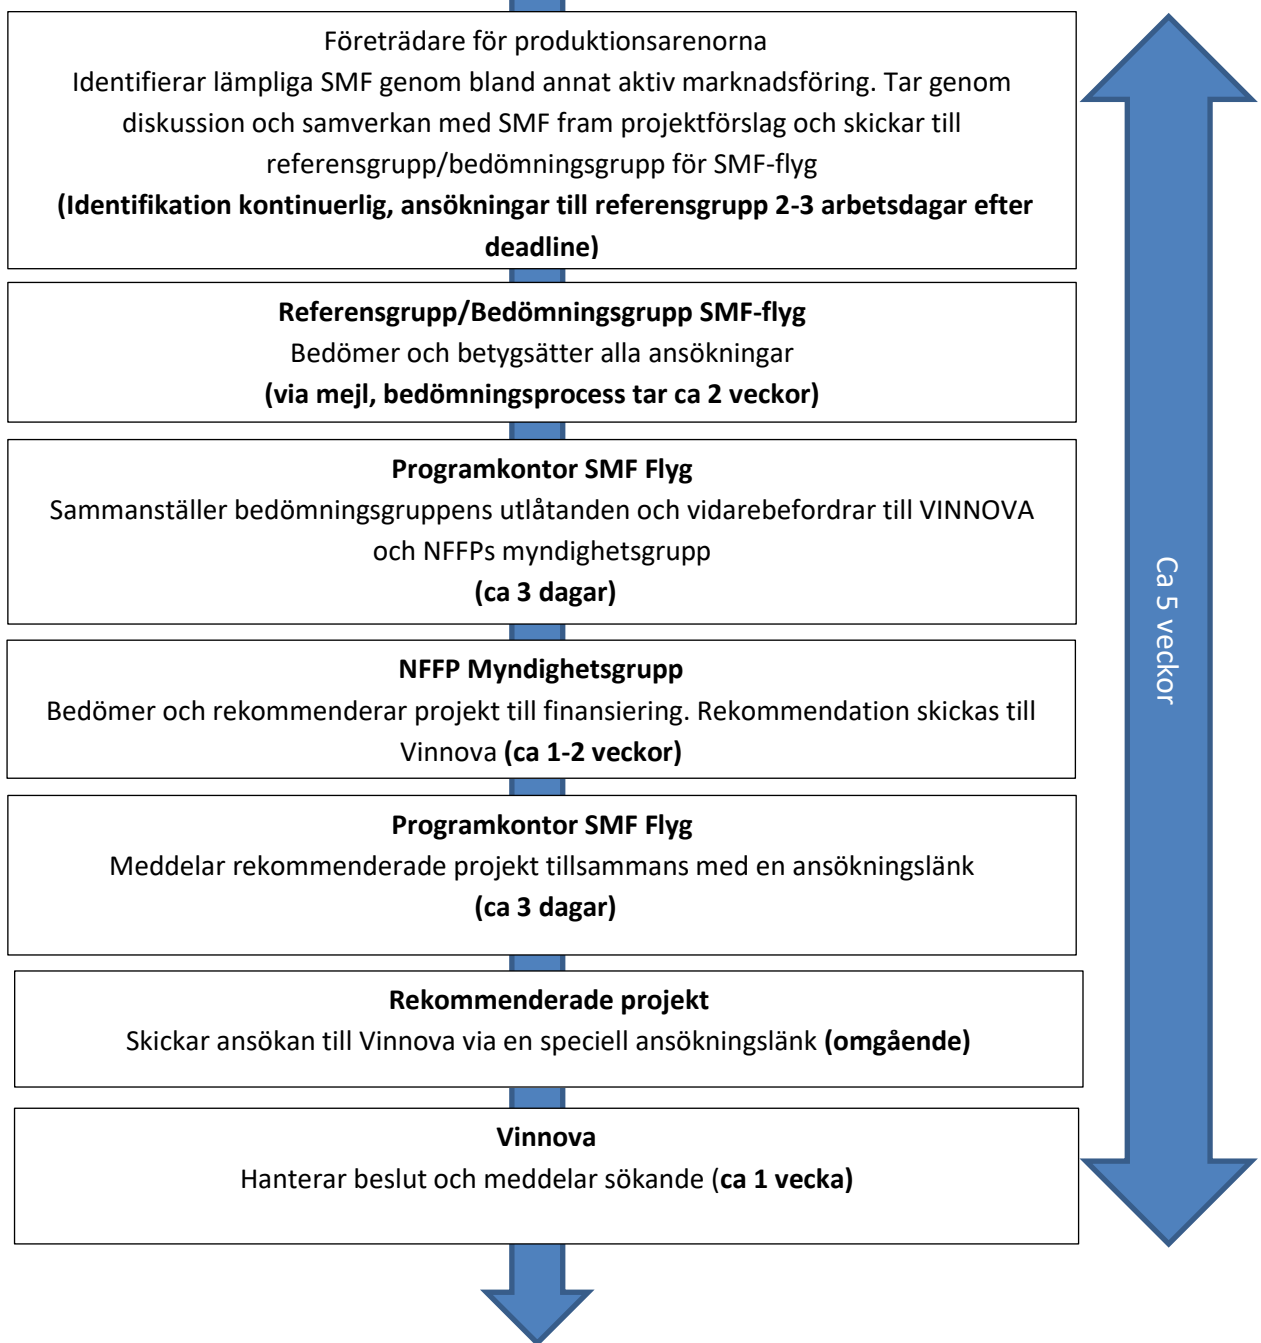 Företrädare för produktionsarenorna
Identifierar lämpliga SMF genom bland annat aktiv marknadsföring. Tar genom
diskussion och samverkan med SMF fram projektförslag och skickar till
referensgrupp/bedömningsgrupp för SMF-flyg
(Identifikation kontinuerlig, ansökningar till referensgrupp 2-3 arbetsdagar efter
deadline)
Referensgrupp/Bedömningsgrupp SMF-flyg
Bedömer och betygsätter alla ansökningar
(via mejl, bedömningsprocess tar ca 2 veckor)
Programkontor SMF Flyg
Sammanställer bedömningsgruppens utlåtanden och vidarebefordrar till VINNOVA
och NFFPs myndighetsgrupp
(ca 3 dagar)
NFFP Myndighetsgrupp
Bedömer och rekommenderar projekt till finansiering. Rekommendation skickas till
Vinnova (ca 1-2 veckor)
Programkontor SMF Flyg
Meddelar rekommenderade projekt tillsammans med en ansökningslänk
(ca 3 dagar)
Rekommenderade projekt
Skickar ansökan till Vinnova via en speciell ansökningslänk (omgående)
Vinnova
Hanterar beslut och meddelar sökande (ca 1 vecka)
Ca 5 veckor